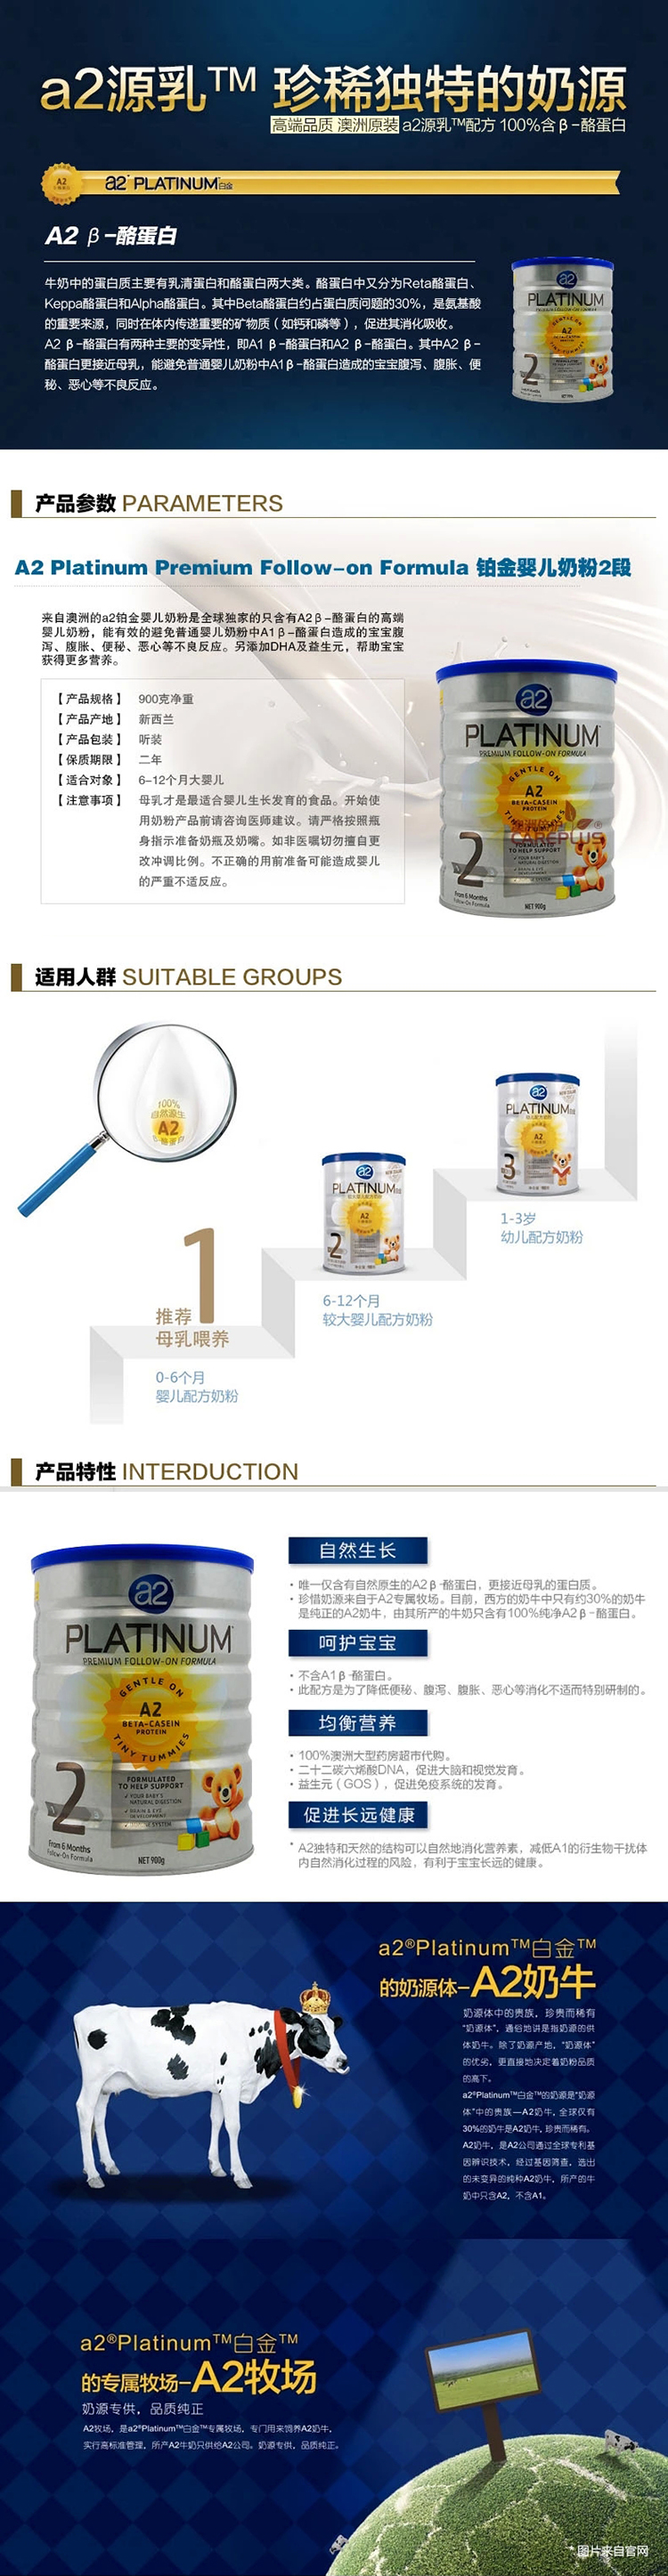 a2源乳™ 珍稀独特的奶源
高端品质 澳洲原装 a2源乳™配方 100%含β-酪蛋白
A2
a2 PLATINUM 白金
A2 β-酪蛋白
牛奶中的蛋白质主要有乳清蛋白和酪蛋白两大类。酪蛋白中又分为Reta酪蛋白、
Keppa酪蛋白和Alpha酪蛋白。其中Beta酪蛋白约占蛋白质问题的30%，是氨基酸
的重要来源，同时在体内传递重要的矿物质（如钙和磷等），促进其消化吸收。
A2 β-酪蛋白有两种主要的变异性，即A1 β-酪蛋白和A2 β-酪蛋白。其中A2 β-
酪蛋白更接近母乳，能避免普通婴儿奶粉中A1β-酪蛋白造成的宝宝腹泻、腹胀、便
秘、恶心等不良反应。
a2
PLATINUM
PREMIUM FOLLOW-ON FORMULA
GENTLE ON
A2
2
产品参数 PARAMETERS
A2 Platinum Premium Follow-on Formula 铂金婴儿奶粉2段
来自澳洲的a2铂金婴儿奶粉是全球独家的只含有A2β-酪蛋白的高端
婴儿奶粉，能有效的避免普通婴儿奶粉中A1β-酪蛋白造成的宝宝腹
泻、腹胀、便秘、恶心等不良反应。另添加DHA及益生元，帮助宝宝
获得更多营养。
【产品规格】 900克净重
【产品产地】 新西兰
【产品包装】 听装
【保质期限】 二年
【适合对象】 6-12个月大婴儿
【注意事项】 母乳才是最适合婴儿生长发育的食品。开始使
用奶粉产品前请咨询医师建议。请严格按照瓶
身指示准备奶瓶及奶嘴。如非医嘱切勿擅自更
改冲调比例。不正确的用前准备可能造成婴儿
的严重不适反应。
a2
PLATINUM
PREMIUM FOLLOW-ON FORMULA
GENTLE ON
A2
BETA-CASEIN
PROTEIN
CAREPLUS
FORMULATED
TO HELP SUPPORT
YOUR BABY'S
NATURAL DIGESTION
BRAIN & EYE
DEVELOPMENT
2
From 6 Months
Follow-On Formula
NET 900g
适用人群 SUITABLE GROUPS
100%
自然源生
A2
β-酪蛋白
a2
PLATINUM
A2
3
1-3岁
幼儿配方奶粉
a2
PLATINUM
较大婴儿配方奶粉
A2
2
6-12个月
较大婴儿配方奶粉
1
推荐
母乳喂养
0-6个月
婴儿配方奶粉
产品特性 INTERDUCTION
a2
PLATINUM
PREMIUM FOLLOW-ON FORMULA
GENTLE ON
A2
BETA-CASEIN
PROTEIN
TINY TUMMIES
FORMULATED
TO HELP SUPPORT
✓ YOUR BABY'S
NATURAL DIGESTION
✓ BRAIN & EYE
DEVELOPMENT
2
From 6 Months
Follow-On Formula
NET 900g
自然生长
· 唯一仅含有自然原生的A2β-酪蛋白，更接近母乳的蛋白质。
· 珍惜奶源来自于A2专属牧场。目前，西方的奶牛中只有约30%的奶牛
是纯正的A2奶牛，由其所产的牛奶只含有100%纯净A2β-酪蛋白。
呵护宝宝
· 不含A1β-酪蛋白。
· 此配方是为了降低便秘、腹泻、腹胀、恶心等消化不适而特别研制的。
均衡营养
· 100%澳洲大型药房超市代购。
· 二十二碳六烯酸DNA，促进大脑和视觉发育。
· 益生元（GOS），促进免疫系统的发育。
促进长远健康
· A2独特和天然的结构可以自然地消化营养素，减低A1的衍生物干扰体
内自然消化过程的风险，有利于宝宝长远的健康。
a2®Platinum™白金™
的奶源体-A2奶牛
奶源体中的贵族，珍贵而稀有
“奶源体”，通俗地讲是指奶源的供
体奶牛。除了奶源产地，“奶源体”
的优劣，更直接地决定着奶粉品质
的高下。
a2®Platinum™白金™的奶源是“奶源
体”中的贵族—A2奶牛，全球仅有
30%的奶牛是A2奶牛，珍贵而稀有。
A2奶牛，是A2公司通过全球专利基
因辨识技术，经过基因筛查，选出
的未变异的纯种A2奶牛，所产的牛
奶中只含A2，不含A1。
a2®Platinum™白金™
的专属牧场-A2牧场
奶源专供，品质纯正
A2牧场，是a2®Platinum™白金™专属牧场，专门用来饲养A2奶牛，
实行高标准管理，所产A2牛奶只供给A2公司。奶源专供，品质纯正。
* 图片来自官网